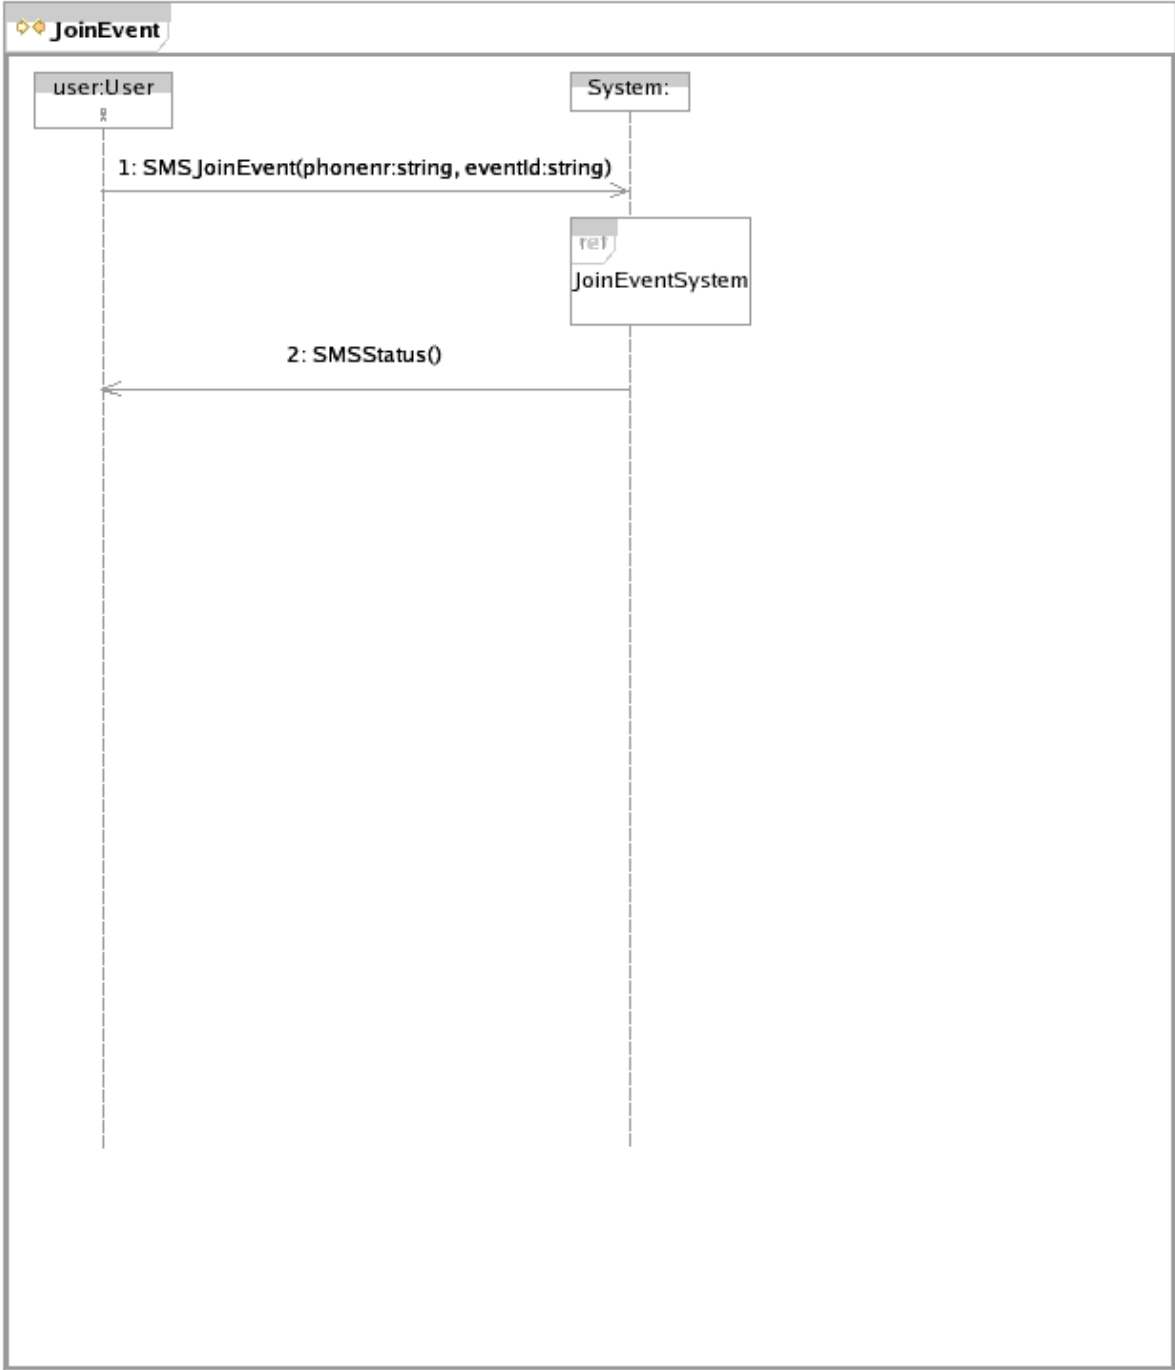 JoinEvent
user:User
System:
1: SMSJoinEvent(phonenr:string, eventId:string)
ref
JoinEventSystem
2: SMSStatus()